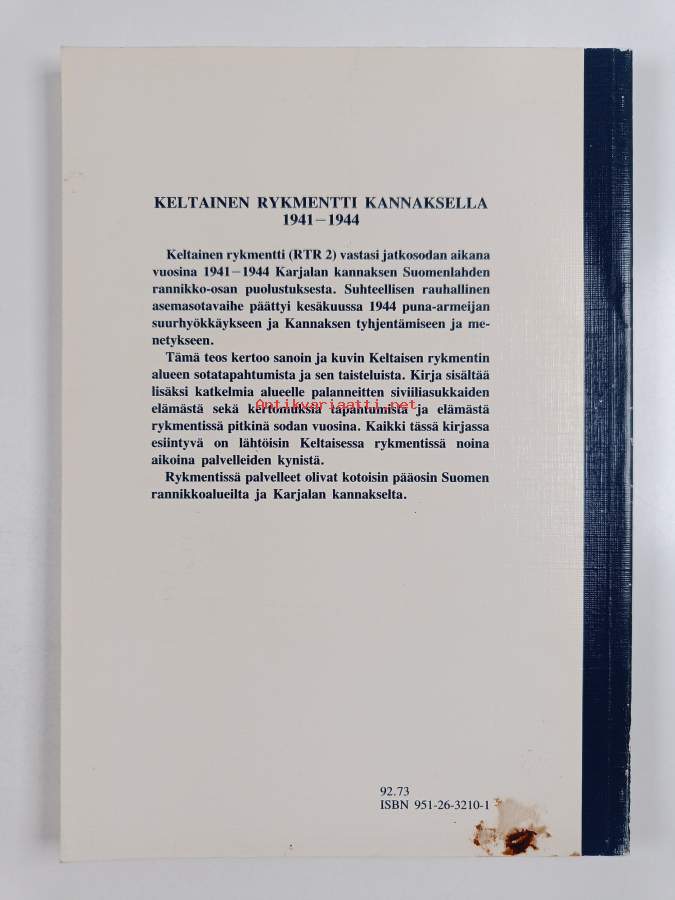 KELTAINEN RYKMENTTI KANNAKSELLA
1941–1944
Keltainen rykmentti (RTR 2) vastasi jatkosodan aikana
vuosina 1941–1944 Karjalan kannaksen Suomenlahden
rannikko-osan puolustuksesta. Suhteellisen rauhallinen
asemasotavaihe päättyi kesäkuussa 1944 puna-armeijan
suurhyökkäykseen ja Kannaksen tyhjentämiseen ja me-
netykseen.
Tämä teos kertoo sanoin ja kuvin Keltaisen rykmentin
alueen sotatapahtumista ja sen taisteluista. Kirja sisältää
lisäksi katkelmia alueelle palanneitten siviiliasukkaiden
elämästä sekä kertomuksia tapahtumista ja elämästä
Antikvariaatti.net
rykmentissä pitkinä sodan vuosina. Kaikki tässä kirjassa
esiintyvä on lähtöisin Keltaisessa rykmentissä noina
aikoina palvelleiden kynistä.
Rykmentissä palvelleet olivat kotoisin pääosin Suomen
rannikkoalueilta ja Karjalan kannakselta.
92.73
ISBN 951-26-3210-1